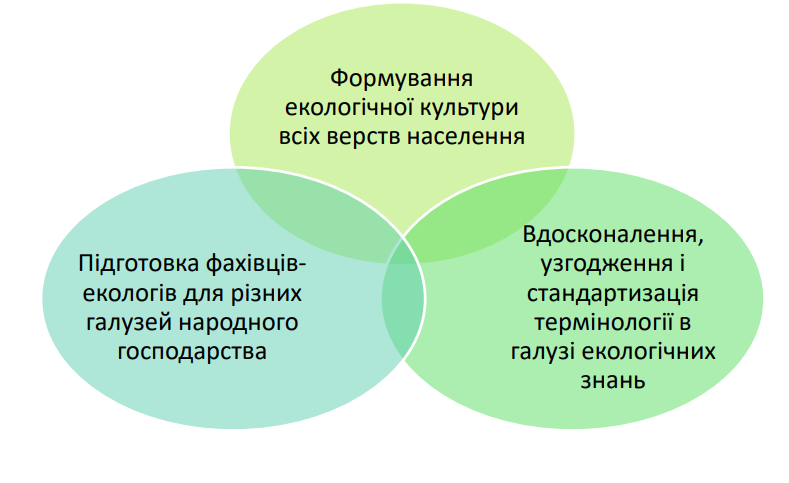 Формування
екологічної культури
всіх верств населення
Підготовка фахівців-
екологів для різних
галузей народного
господарства
Вдосконалення,
узгодження і
стандартизація
термінології в
галузі екологічних
знань